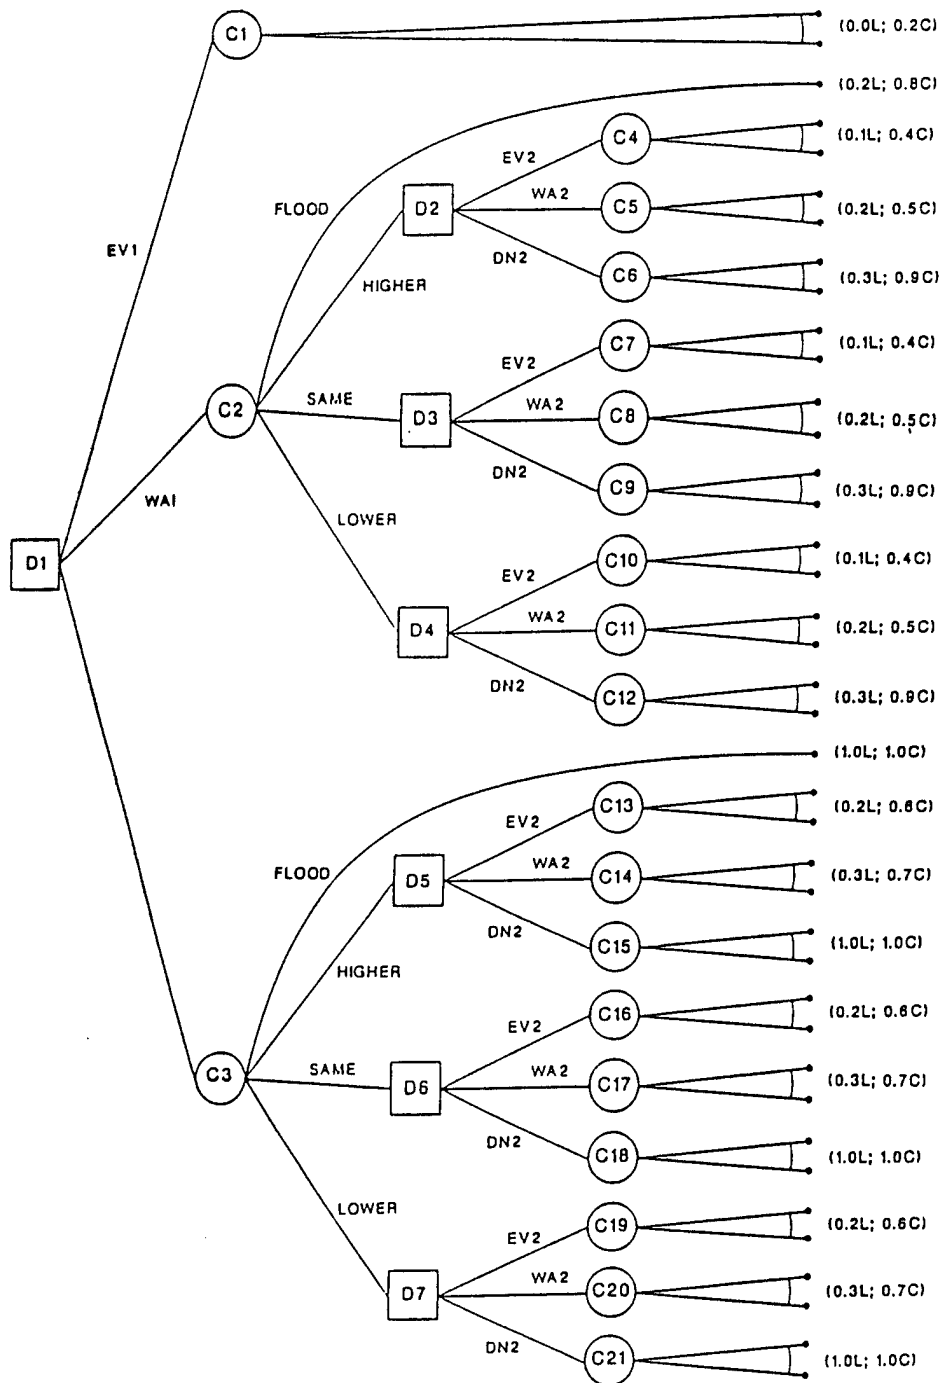 C1
(0.0L; 0.2C)
(0.2L; 0.8C)
EV2
C4
(0.1L; 0.4C)
FLOOD
D2
WA2
C5
(0.2L; 0.5C)
EV1
HIGHER
DN2
C6
(0.3L; 0.9C)
EV2
C7
(0.1L; 0.4C)
C2
SAME
D3
WA2
C8
(0.2L; 0.5C)
DN2
C9
(0.3L; 0.9C)
WA1
LOWER
D1
EV2
C10
(0.1L; 0.4C)
D4
WA2
C11
(0.2L; 0.5C)
DN2
C12
(0.3L; 0.9C)
(1.0L; 1.0C)
EV2
C13
(0.2L; 0.6C)
FLOOD
D5
WA2
C14
(0.3L; 0.7C)
HIGHER
DN2
C15
(1.0L; 1.0C)
EV2
C16
(0.2L; 0.6C)
C3
SAME
D6
WA2
C17
(0.3L; 0.7C)
DN2
C18
(1.0L; 1.0C)
LOWER
EV2
C19
(0.2L; 0.6C)
D7
WA2
C20
(0.3L; 0.7C)
DN2
C21
(1.0L; 1.0C)